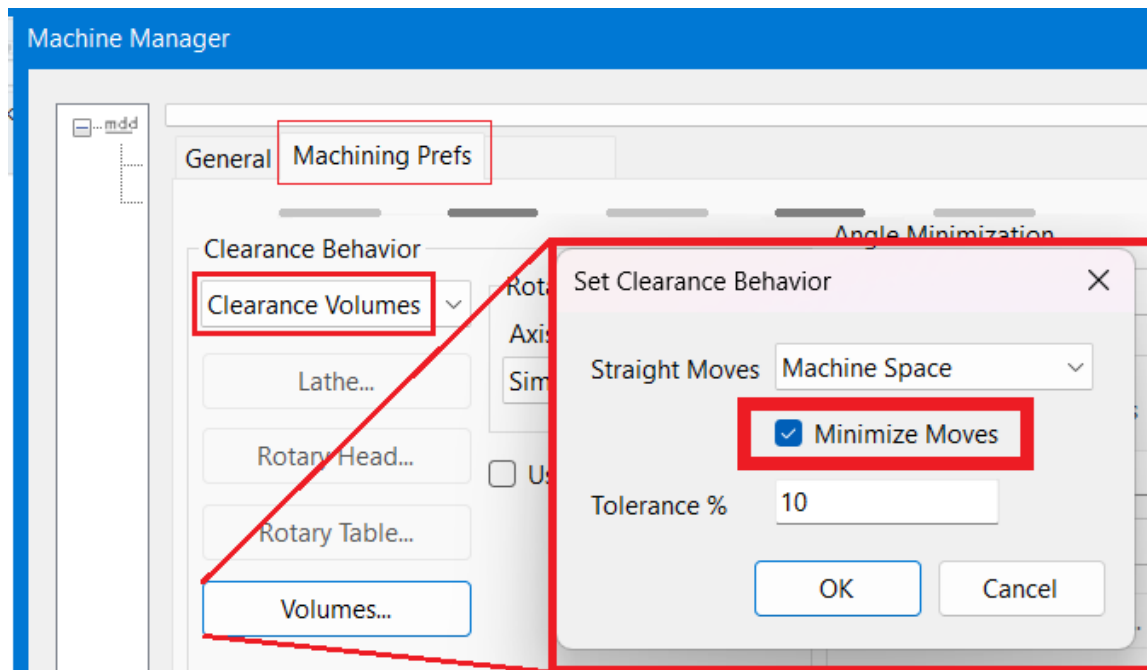 Machine Manager
mdd
General
Machining Prefs
Angle Minimization
Clearance Behavior
Clearance Volumes
Lathe...
Rotary Head...
Rotary Table...
Volumes...
Set Clearance Behavior
Straight Moves
Machine Space
Minimize Moves
Tolerance %
10
OK
Cancel